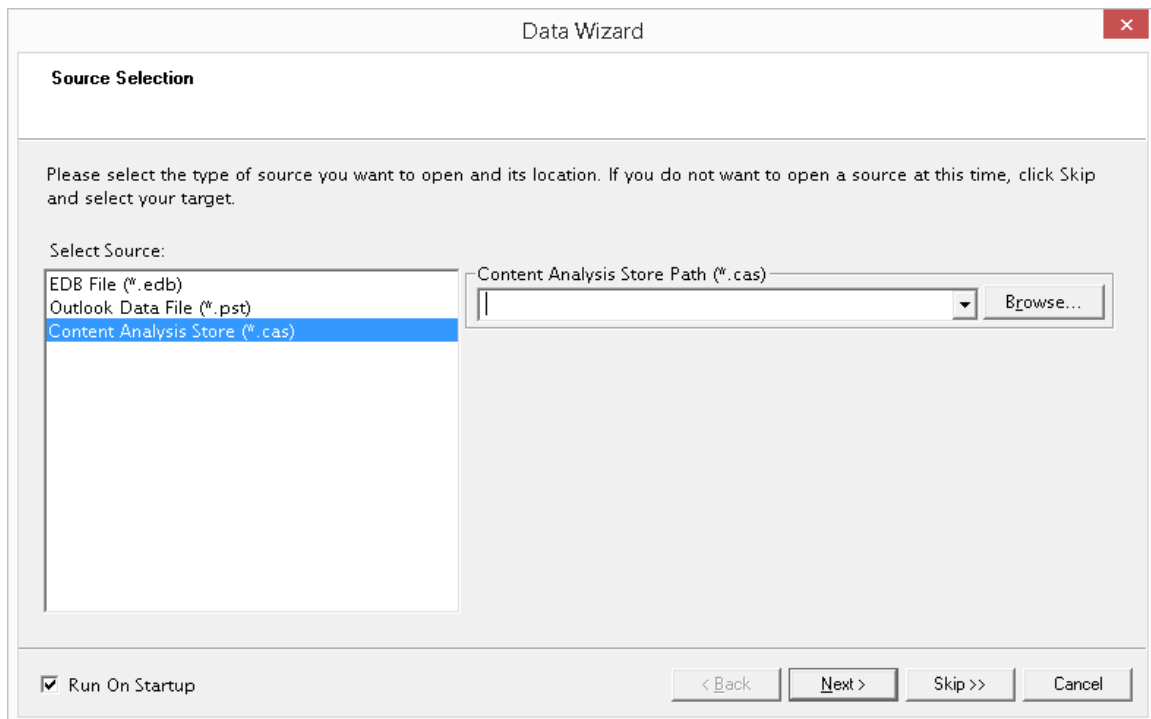 Data Wizard
Source Selection
Please select the type of source you want to open and its location. If you do not want to open a source at this time, click Skip
and select your target.
Select Source:
EDB File (*.edb)
Outlook Data File (*.pst)
Content Analysis Store (*.cas)
Content Analysis Store Path (*.cas)
Browse...
Run On Startup
< Back
Next >
Skip >>
Cancel